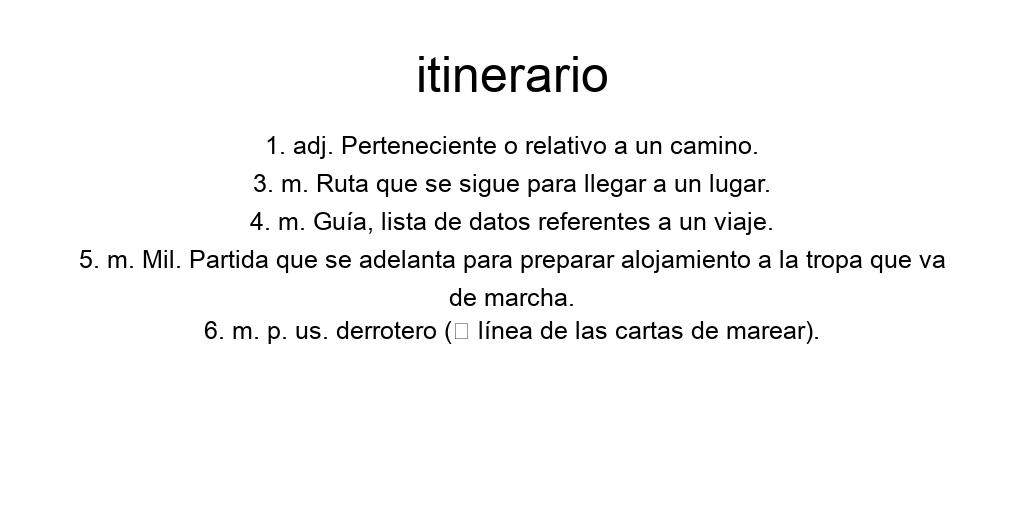 itinerario
1. adj. Perteneciente o relativo a un camino.
3. m. Ruta que se sigue para llegar a un lugar.
4. m. Guía, lista de datos referentes a un viaje.
5. m. Mil. Partida que se adelanta para preparar alojamiento a la tropa que va
de marcha.
6. m. p. us. derrotero (□ línea de las cartas de marear).